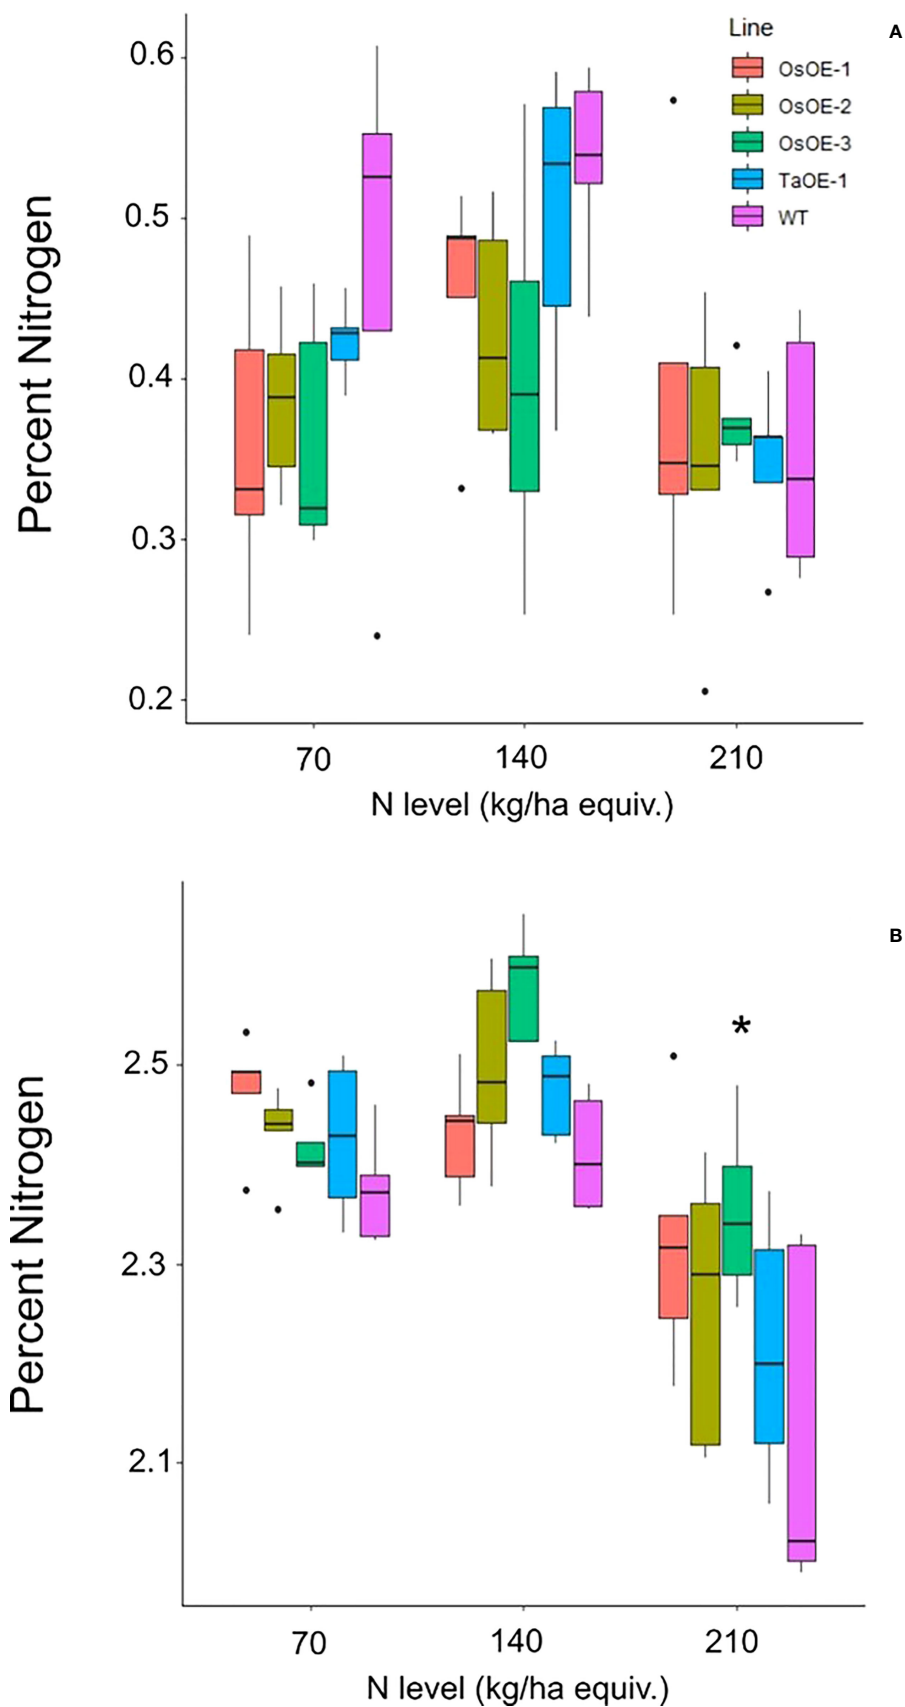 A
Line
OsOE-1
OsOE-2
OsOE-3
TaOE-1
WT
Percent Nitrogen
0.6
0.5
0.4
0.3
0.2
70 140 210
N level (kg/ha equiv.)
B
*
Percent Nitrogen
2.5
2.3
2.1
70 140 210
N level (kg/ha equiv.)